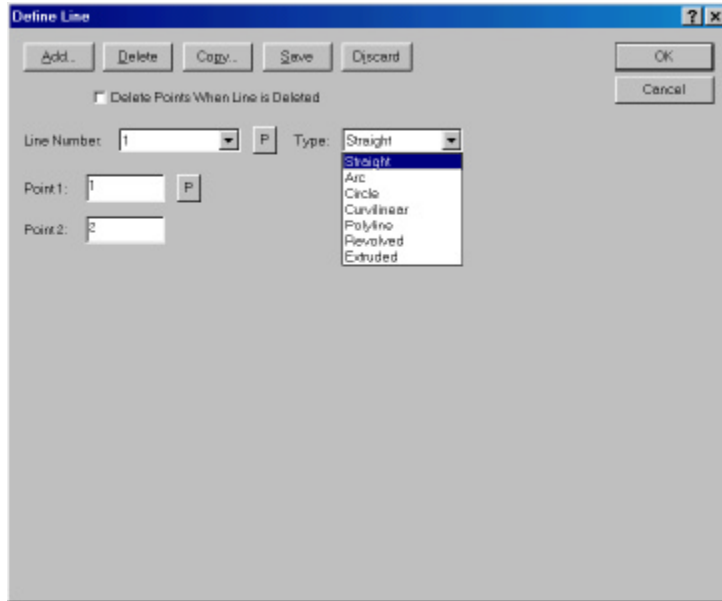 Define Line
Add... Delete Copy... Save Discard OK
Cancel
Delete Points When Line is Deleted
Line Number: 1 P Type: Straight
Straight
Arc
Circle
Curvilinear
Polyline
Revolved
Extruded
Point 1: 1 P
Point 2: 2